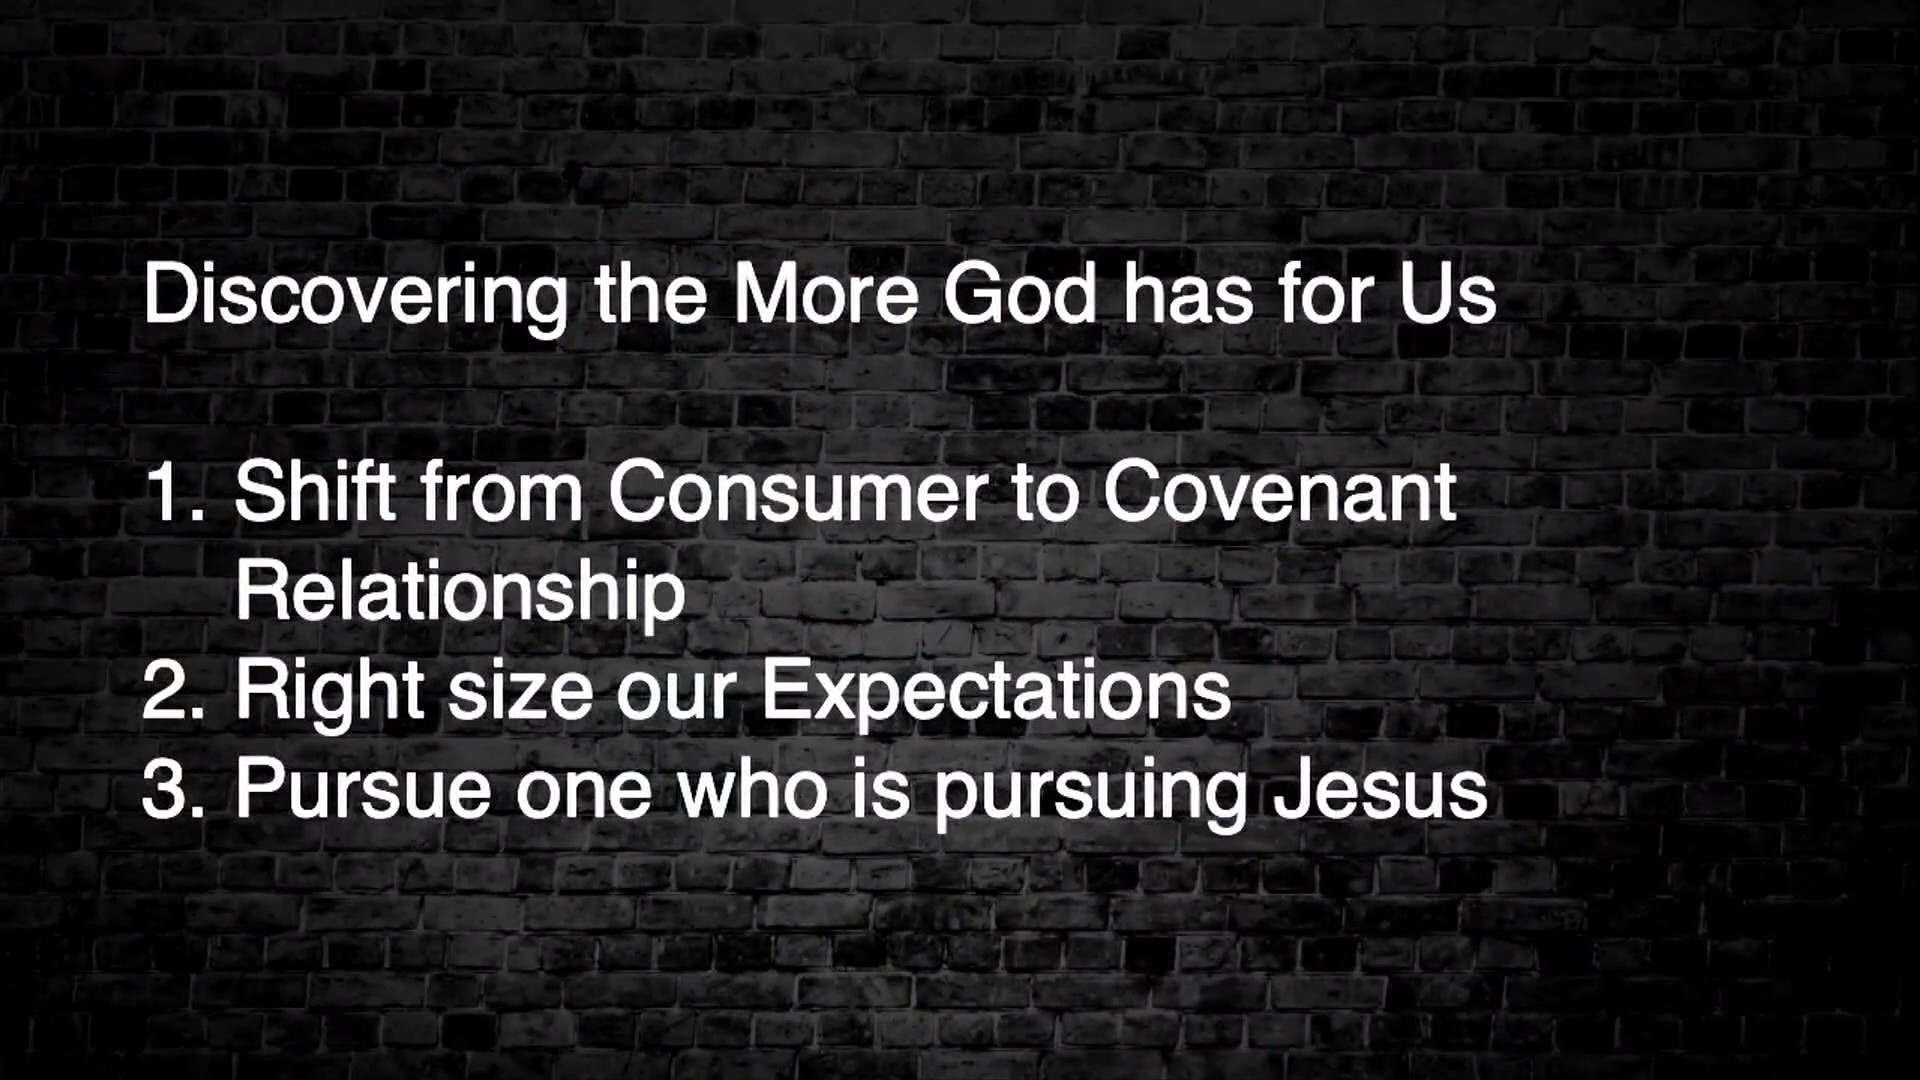 Discovering the More God has for Us
1. Shift from Consumer to Covenant
Relationship
2. Right size our Expectations
3. Pursue one who is pursuing Jesus